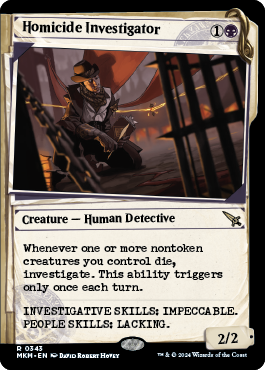 Homicide Investigator 1
Creature — Human Detective
Whenever one or more nontoken
creatures you control die,
investigate. This ability triggers
only once each turn.
INVESTIGATIVE SKILLS: IMPECCABLE.
PEOPLE SKILLS: LACKING.
2/2
R 0343
MKM • EN David Robert Hovey
™ & © 2024 Wizards of the Coast